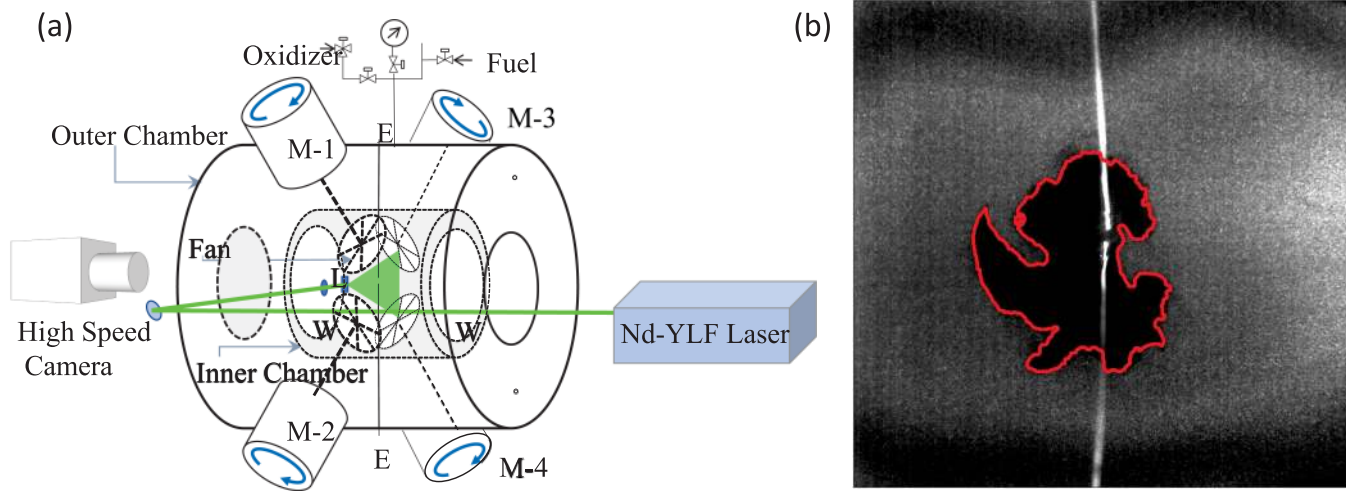 (a)
(b)
Oxidizer
Fuel
Outer Chamber
M-1
E
M-3
Fan
L
High Speed
Camera
W
W
Nd-YLF Laser
Inner Chamber
M-2
E
M-4